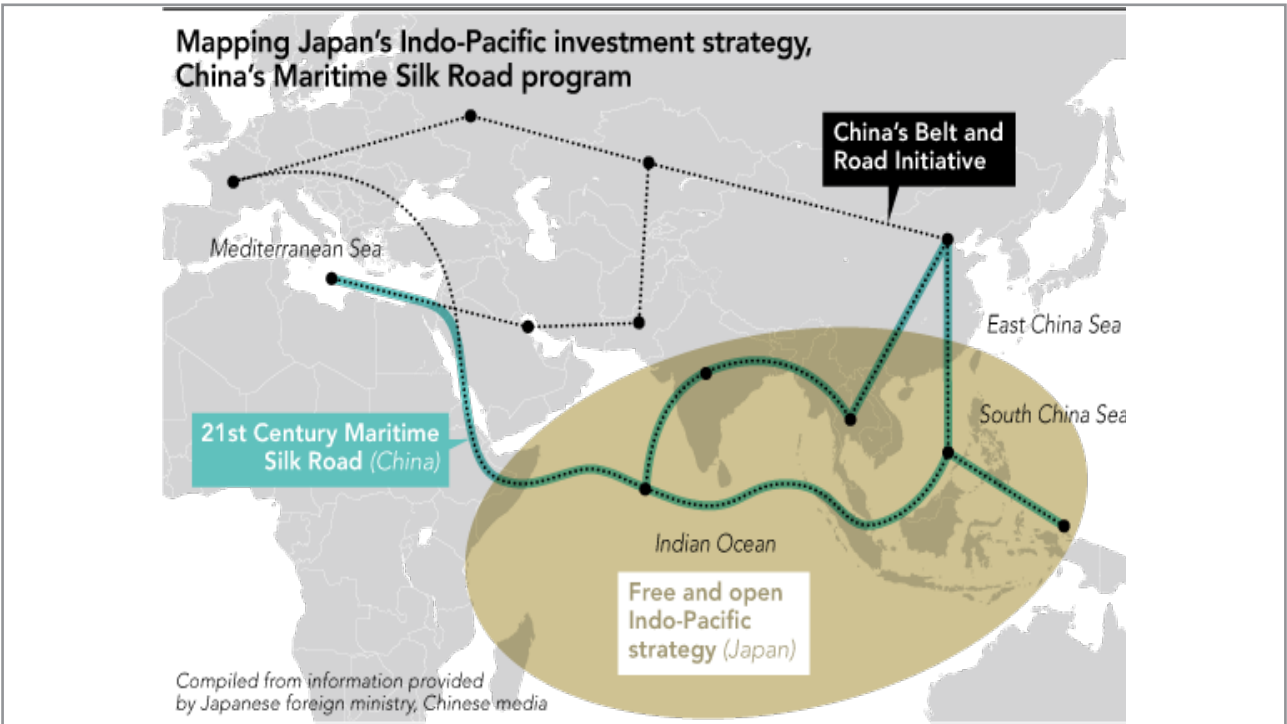 Mapping Japan's Indo-Pacific investment strategy,
China's Maritime Silk Road program
China's Belt and
Road Initiative
Mediterranean Sea
East China Sea
South China Sea
21st Century Maritime
Silk Road (China)
Indian Ocean
Free and open
Indo-Pacific
strategy (Japan)
Compiled from information provided
by Japanese foreign ministry, Chinese media